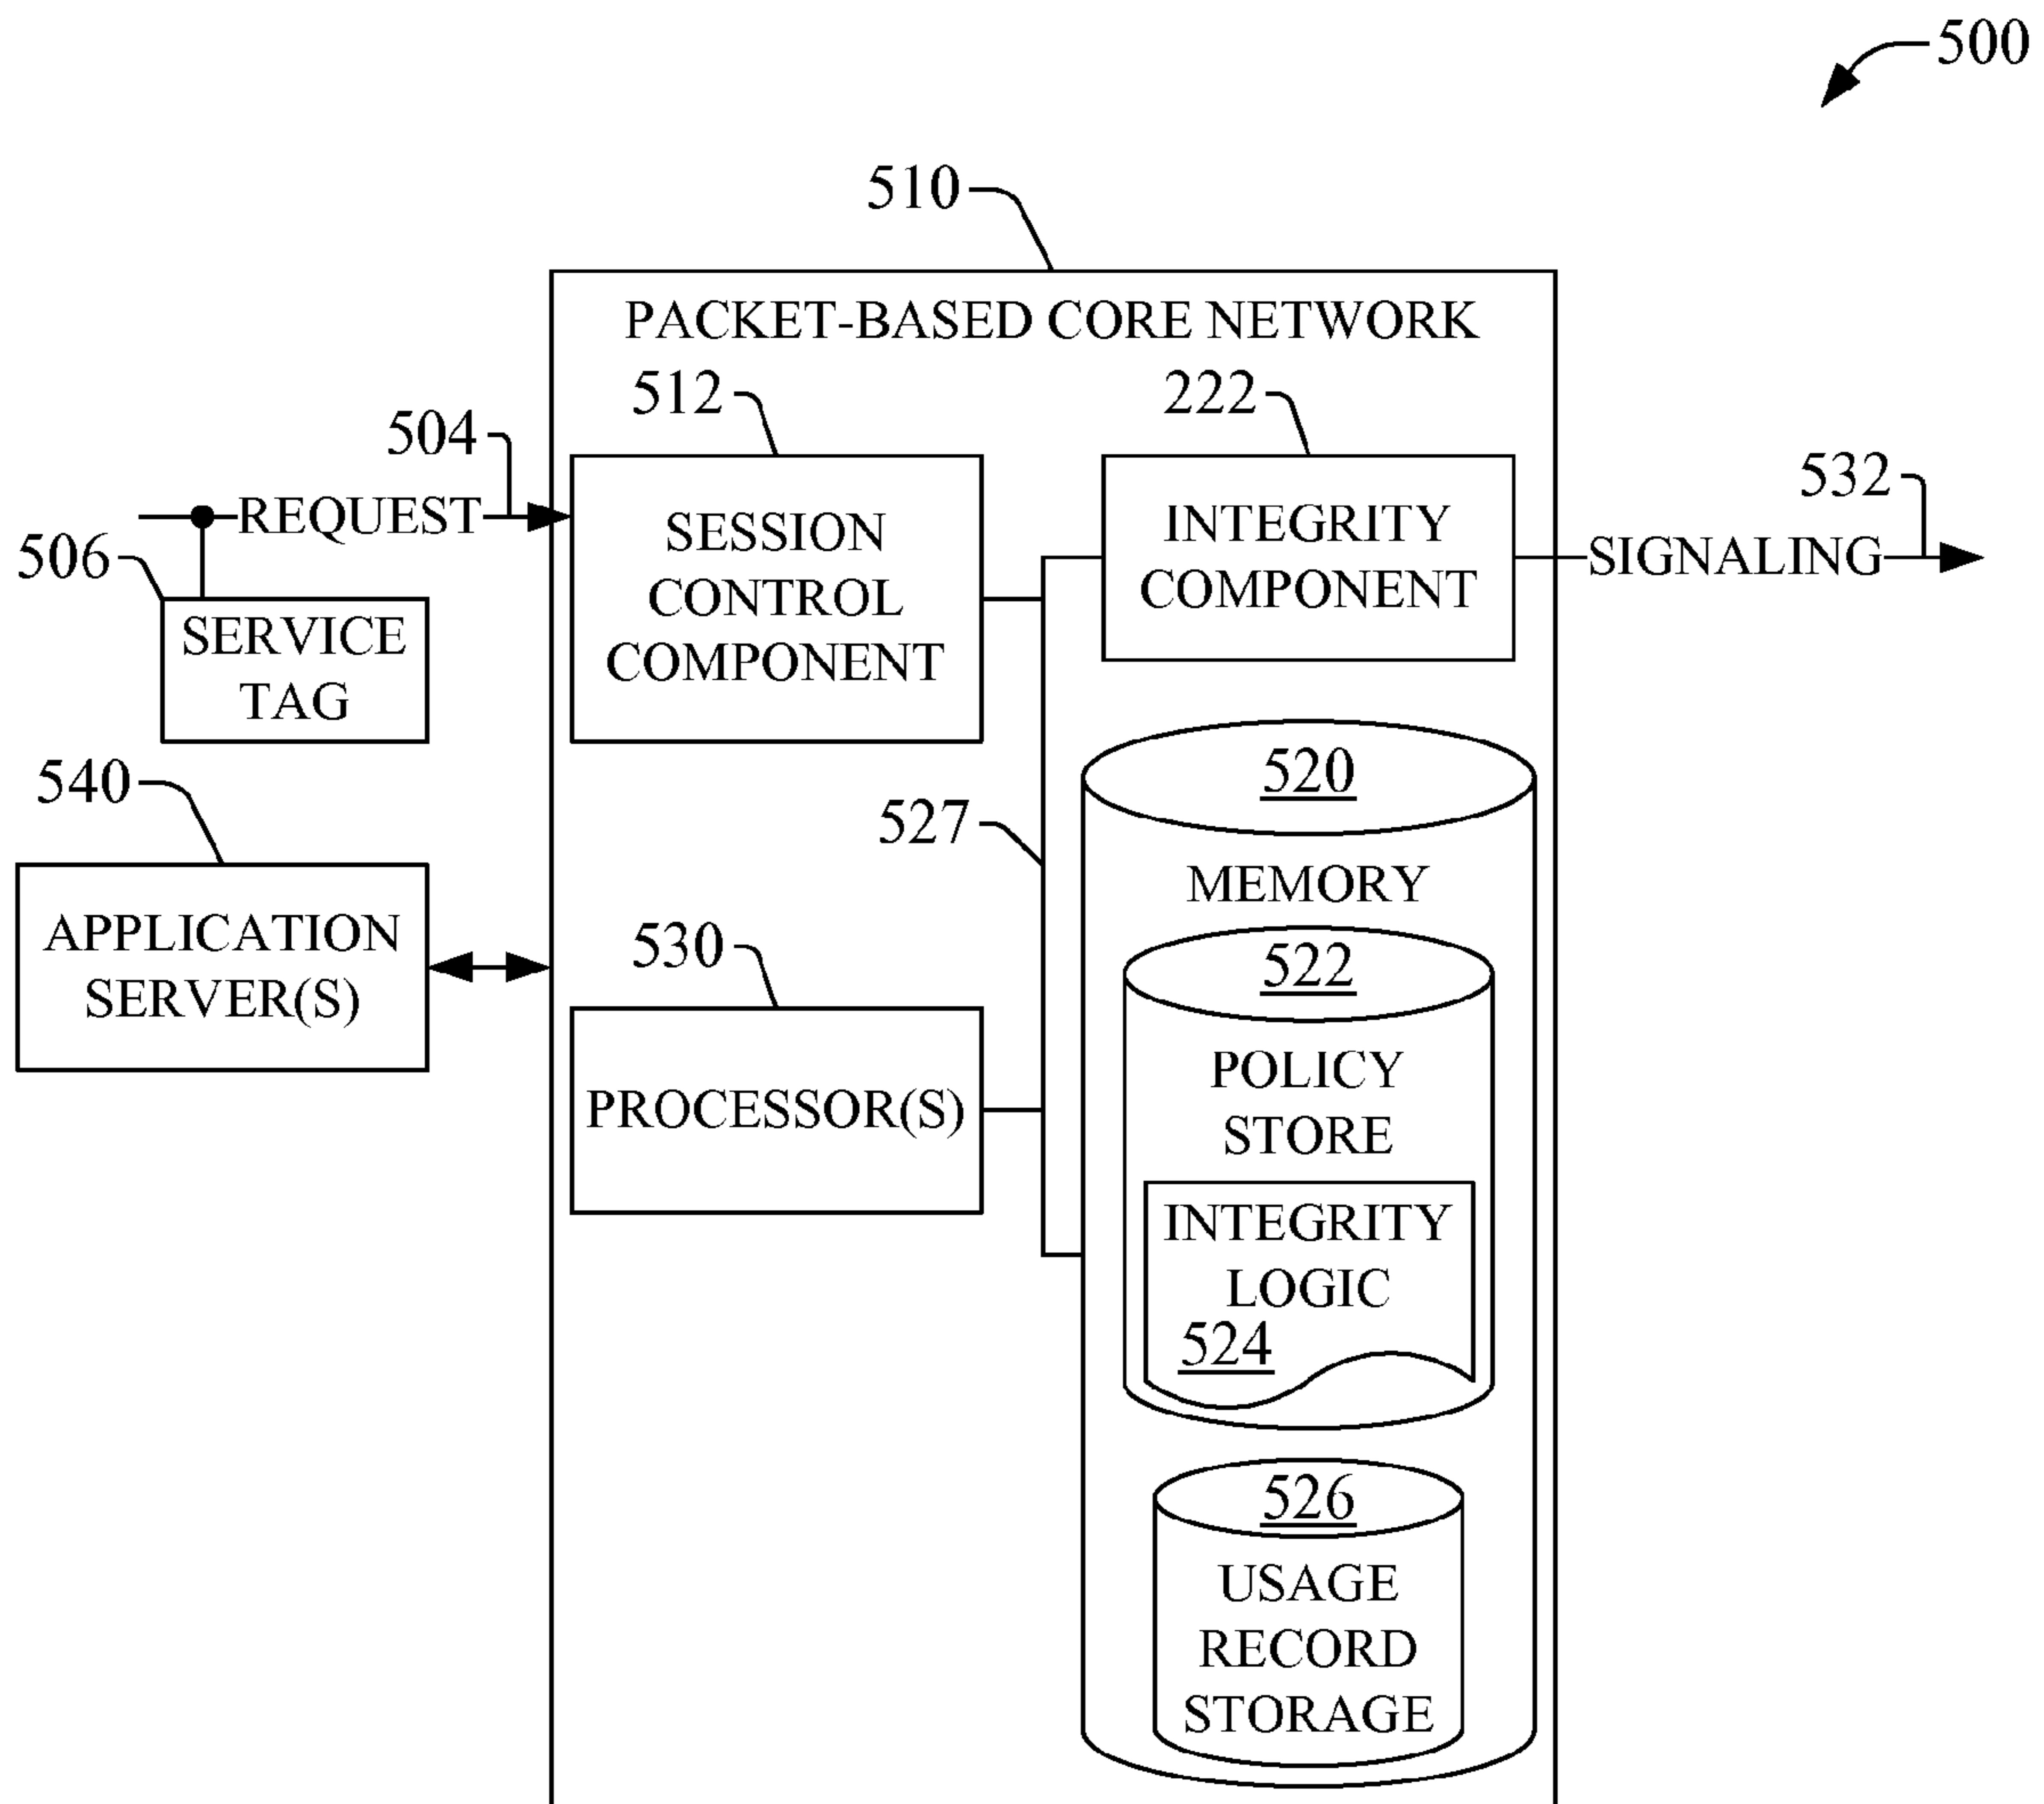 500
510
PACKET-BASED CORE NETWORK
512
222
504
REQUEST
506
SERVICE
TAG
SESSION
CONTROL
COMPONENT
INTEGRITY
COMPONENT
532
SIGNALING
540
APPLICATION
SERVER(S)
527
530
PROCESSOR(S)
520
MEMORY
522
POLICY
STORE
INTEGRITY
LOGIC
524
526
USAGE
RECORD
STORAGE